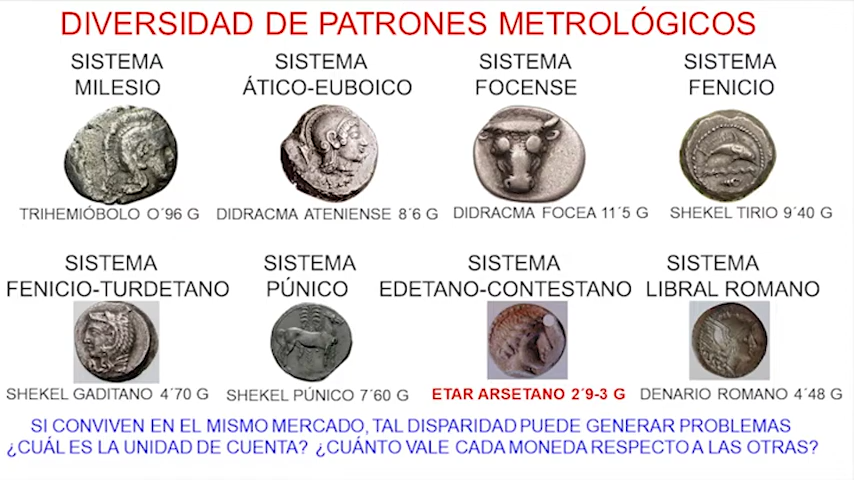 DIVERSIDAD DE PATRONES METROLÓGICOS
SISTEMA MILESIO
SISTEMA ÁTICO-EUBOICO
SISTEMA FOCENSE
SISTEMA FENICIO
TRIHEMIÓBOLO O´96 G
DIDRACMA ATENIENSE 8´6 G
DIDRACMA FOCEA 11´5 G
SHEKEL TIRIO 9´40 G
SISTEMA FENICIO-TURDETANO
SISTEMA PÚNICO
SISTEMA EDETANO-CONTESTANO
SISTEMA LIBRAL ROMANO
SHEKEL GADITANO 4´70 G
SHEKEL PÚNICO 7´60 G
ETAR ARSETANO 2´9-3 G
DENARIO ROMANO 4´48 G
SI CONVIVEN EN EL MISMO MERCADO, TAL DISPARIDAD PUEDE GENERAR PROBLEMAS
¿CUÁL ES LA UNIDAD DE CUENTA? ¿CUÁNTO VALE CADA MONEDA RESPECTO A LAS OTRAS?